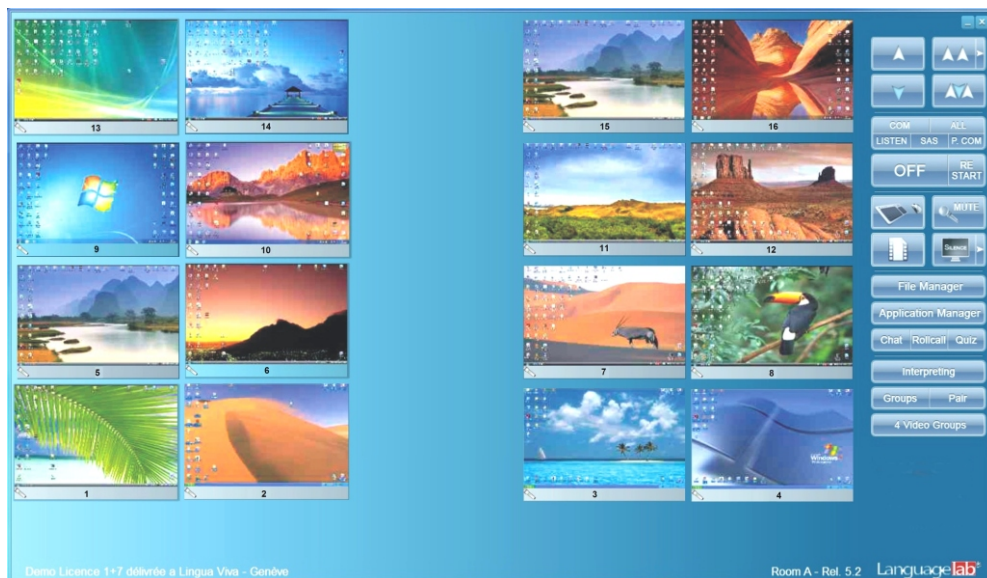 13
14
15
16
COM ALL
LISTEN SAS P. COM
OFF RE START
9
10
11
12
MUTE
SILENCE
File Manager
Application Manager
Chat Rollcall Quiz
5
6
7
8
Interpreting
Groups Pair
4 Video Groups
1
2
3
4
Windows
Demo Licence 1+7 délivrée a Lingua Viva - Genève
Room A - Rel. 5.2
Languagelab